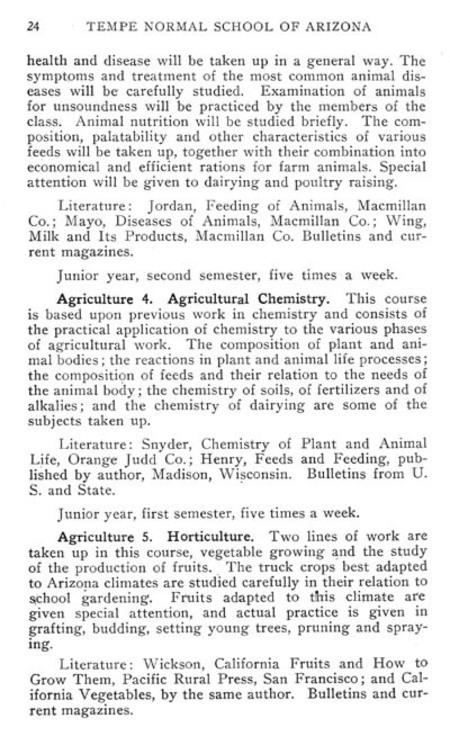 24 TEMPE NORMAL SCHOOL OF ARIZONA
health and disease will be taken up in a general way. The
symptoms and treatment of the most common animal dis-
eases will be carefully studied. Examination of animals
for unsoundness will be practiced by the members of the
class. Animal nutrition will be studied briefly. The com-
position, palatability and other characteristics of various
feeds will be taken up, together with their combination into
economical and efficient rations for farm animals. Special
attention will be given to dairying and poultry raising.
Literature: Jordan, Feeding of Animals, Macmillan
Co.; Mayo, Diseases of Animals, Macmillan Co.; Wing,
Milk and Its Products, Macmillan Co. Bulletins and cur-
rent magazines.
Junior year, second semester, five times a week.
Agriculture 4. Agricultural Chemistry. This course
is based upon previous work in chemistry and consists of
the practical application of chemistry to the various phases
of agricultural work. The composition of plant and ani-
mal bodies; the reactions in plant and animal life processes;
the composition of feeds and their relation to the needs of
the animal body; the chemistry of soils, of fertilizers and of
alkalies; and the chemistry of dairying are some of the
subjects taken up.
Literature: Snyder, Chemistry of Plant and Animal
Life, Orange Judd Co.; Henry, Feeds and Feeding, pub-
lished by author, Madison, Wisconsin. Bulletins from U.
S. and State.
Junior year, first semester, five times a week.
Agriculture 5. Horticulture. Two lines of work are
taken up in this course, vegetable growing and the study
of the production of fruits. The truck crops best adapted
to Arizona climates are studied carefully in their relation to
school gardening. Fruits adapted to this climate are
given special attention, and actual practice is given in
grafting, budding, setting young trees, pruning and spray-
ing.
Literature: Wickson, California Fruits and How to
Grow Them, Pacific Rural Press, San Francisco; and Cal-
ifornia Vegetables, by the same author. Bulletins and cur-
rent magazines.